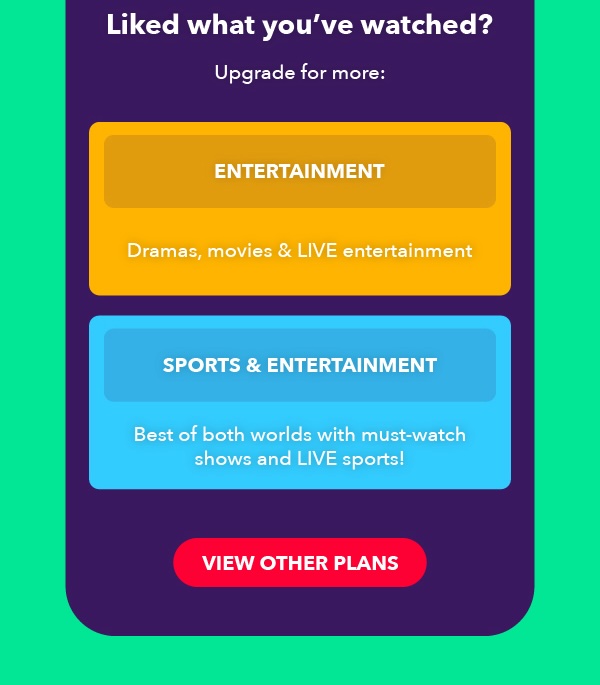 Liked what you’ve watched?
Upgrade for more:
ENTERTAINMENT
Dramas, movies & LIVE entertainment
SPORTS & ENTERTAINMENT
Best of both worlds with must-watch
shows and LIVE sports!
VIEW OTHER PLANS